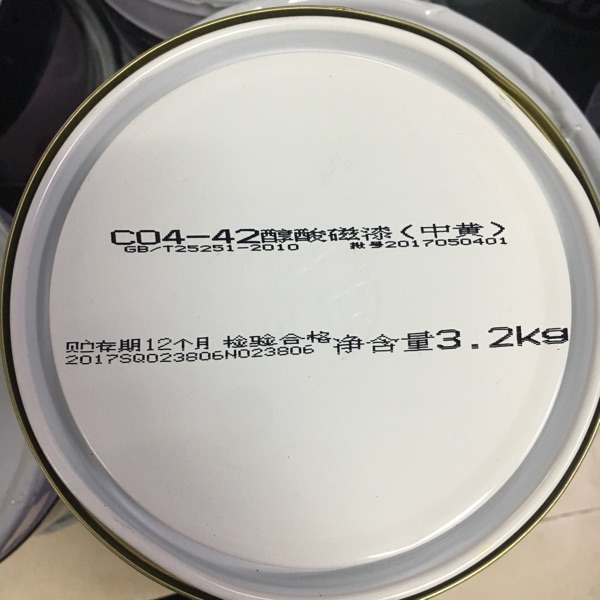 C04-42醇酸磁漆(中黄)
GB/T25251-2010 批号2017050401
贮存期12个月 检验合格净含量3.2kg
2017SQ023806N023806